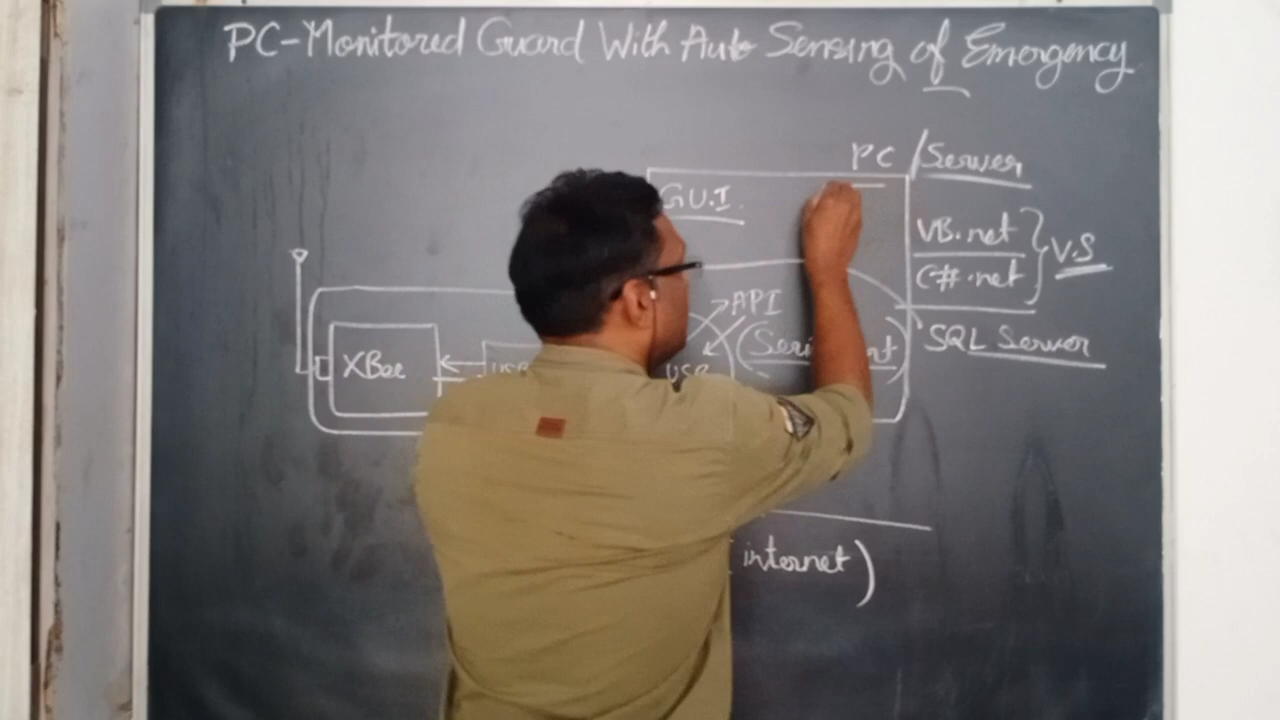 PC-Monitored Guard With Auto Sensing of Emergency
PC /Server
G.U.I.
VB.net
C#.net
V.S
API
SQL Server
XBee
USB
internet)